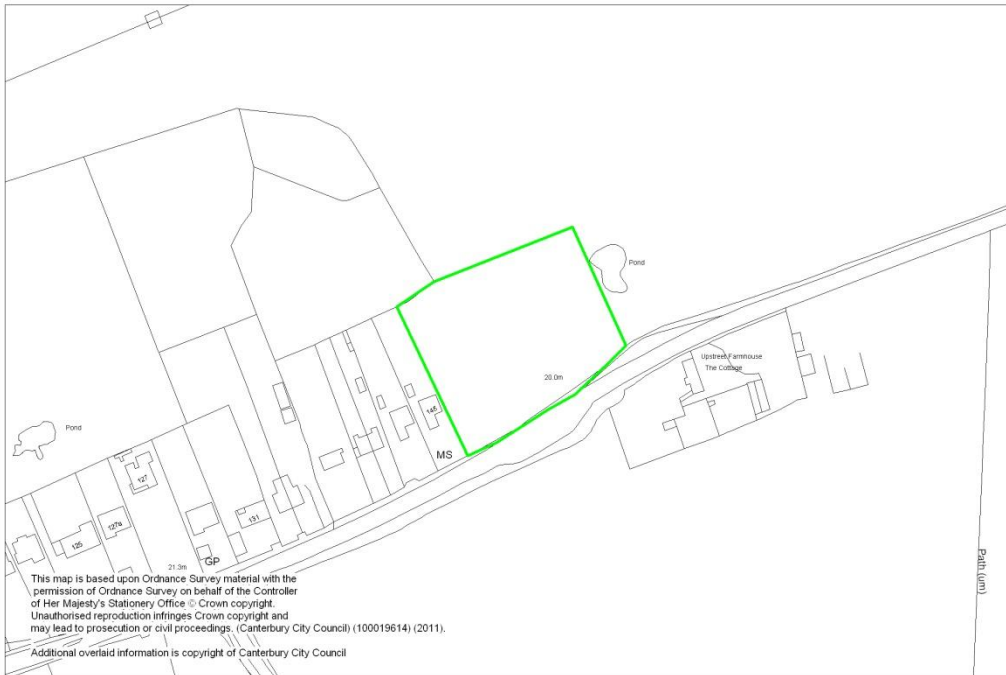 Pond
Upstreet Farmhouse
The Cottage
20.0m
145
MS
Pond
127
127a
131
125
21.3m
GP
Path (um)
This map is based upon Ordnance Survey material with the
permission of Ordnance Survey on behalf of the Controller
of Her Majesty's Stationery Office © Crown copyright.
Unauthorised reproduction infringes Crown copyright and
may lead to prosecution or civil proceedings. (Canterbury City Council) (100019614) (2011).
Additional overlaid information is copyright of Canterbury City Council